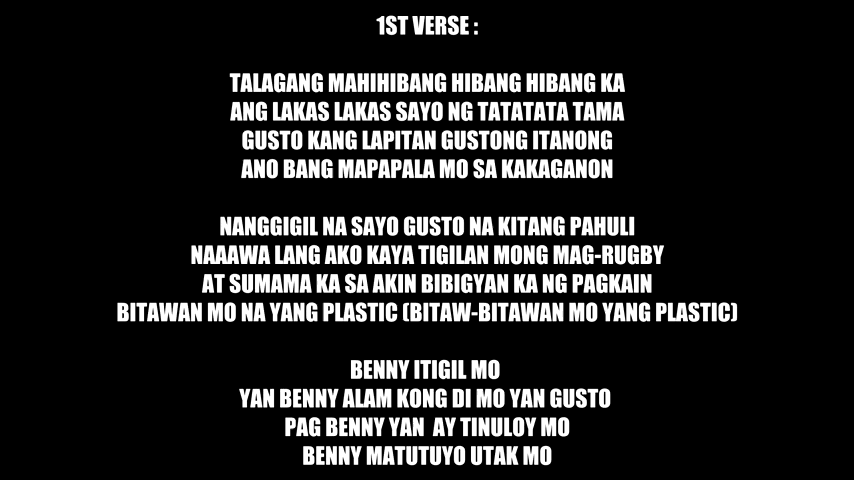 1ST VERSE :
TALAGANG MAHIHIBANG HIBANG HIBANG KA
ANG LAKAS LAKAS SAYO NG TATATATA TAMA
GUSTO KANG LAPITAN GUSTONG ITANONG
ANO BANG MAPAPALA MO SA KAKAGANON
NANGGIGIL NA SAYO GUSTO NA KITANG PAHULI
NAAAWA LANG AKO KAYA TIGILAN MONG MAG-RUGBY
AT SUMAMA KA SA AKIN BIBIGYAN KA NG PAGKAIN
BITAWAN MO NA YANG PLASTIC (BITAW-BITAWAN MO YANG PLASTIC)
BENNY ITIGIL MO
YAN BENNY ALAM KONG DI MO YAN GUSTO
PAG BENNY YAN AY TINULOY MO
BENNY MATUTUYO UTAK MO